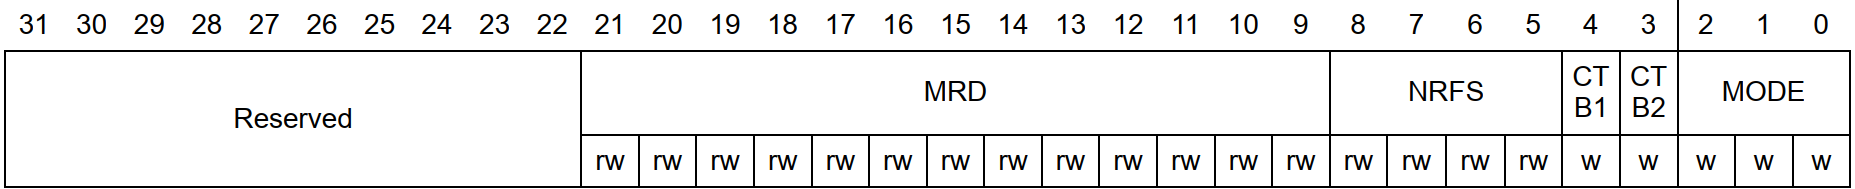 31 30 29 28 27 26 25 24 23 22 21 20 19 18 17 16 15 14 13 12 11 10 9 8 7 6 5 4 3 2 1 0
Reserved
MRD
NRFS
CT
B1
CT
B2
MODE
rw rw rw rw rw rw rw rw rw rw rw rw rw rw rw rw rw w w w w w